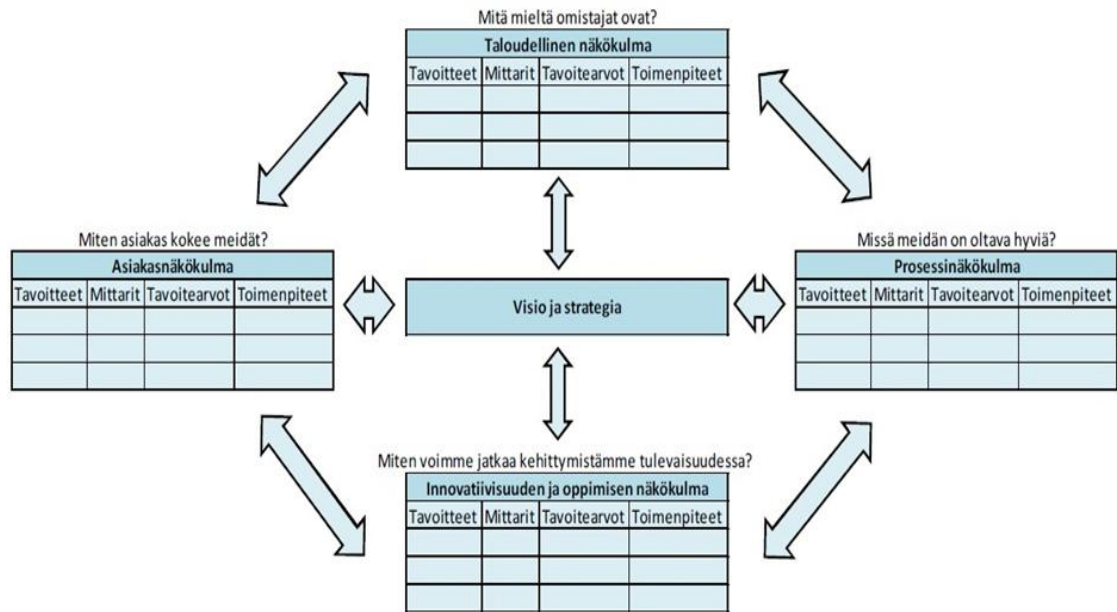 Mitä mieltä omistajat ovat?
Taloudellinen näkökulma
Tavoitteet Mittarit Tavoitearvot Toimenpiteet
Miten asiakas kokee meidät?
Asiakasnäkökulma
Tavoitteet Mittarit Tavoitearvot Toimenpiteet
Visio ja strategia
Missä meidän on oltava hyviä?
Prosessinäkökulma
Tavoitteet Mittarit Tavoitearvot Toimenpiteet
Miten voimme jatkaa kehittymistämme tulevaisuudessa?
Innovatiivisuuden ja oppimisen näkökulma
Tavoitteet Mittarit Tavoitearvot Toimenpiteet